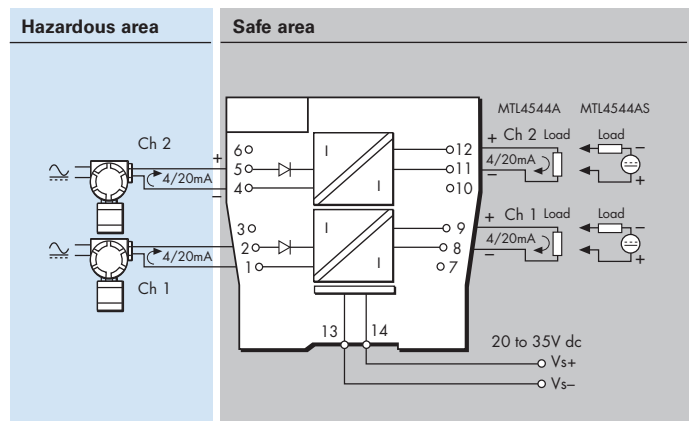 Hazardous area
Safe area
MTL4544A MTL4544AS
Ch 2
+
4/20mA
–
6
5
4
I
I
12
11
10
+ Ch 2 Load
4/20mA
–
Load
–
+
4/20mA
Ch 1
3
2
1
I
I
9
8
7
+ Ch 1 Load
4/20mA
–
Load
–
+
13 14
20 to 35V dc
Vs+
Vs–